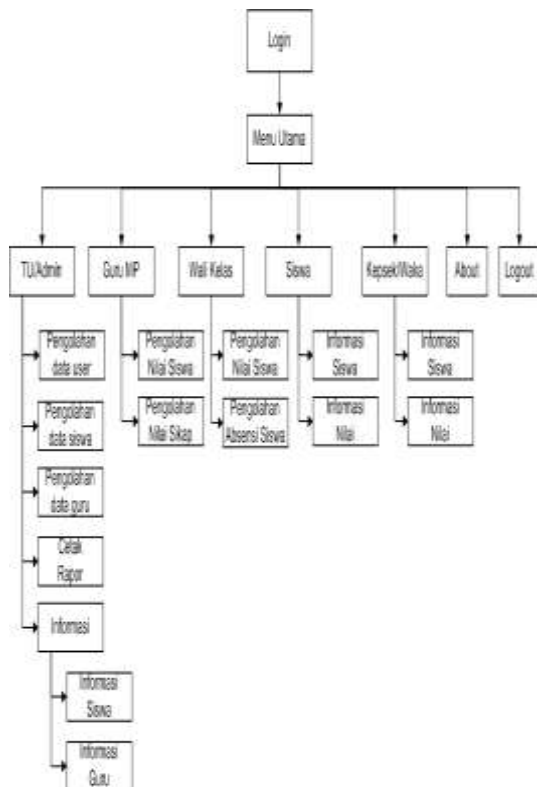 Login
Menu Utama
TU/Admin
Guru MP
Wali Kelas
Siswa
Kepsek/Waka
About
Logout
Pengolahan
data user
Pengolahan
data siswa
Pengolahan
data guru
Cetak
Rapor
Informasi
Informasi
Siswa
Informasi
Guru
Pengolahan
Nilai Siswa
Pengolahan
Nilai Sikap
Pengolahan
Nilai Siswa
Pengolahan
Absensi Siswa
Informasi
Siswa
Informasi
Nilai
Informasi
Siswa
Informasi
Nilai